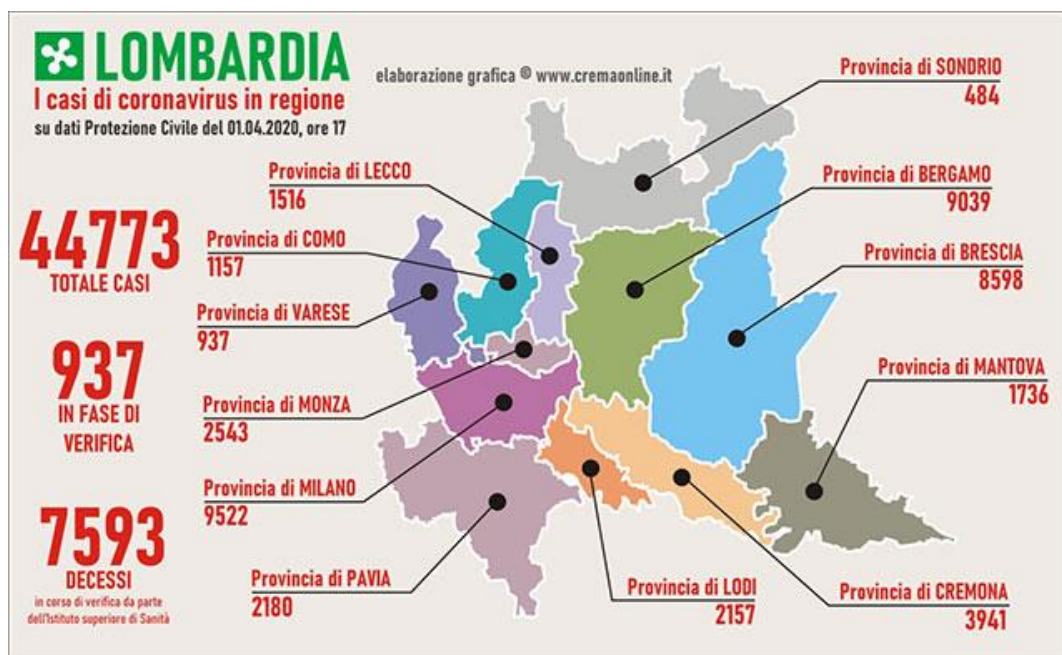 LOMBARDIA
I casi di coronavirus in regione
su dati Protezione Civile del 01.04.2020, ore 17
elaborazione grafica © www.cremaonline.it
44773
TOTALE CASI
937
IN FASE DI
VERIFICA
7593
DECESSI
in corso di verifica da parte
dell'Istituto superiore di Sanità
Provincia di SONDRIO
484
Provincia di LECCO
1516
Provincia di BERGAMO
9039
Provincia di COMO
1157
Provincia di BRESCIA
8598
Provincia di VARESE
937
Provincia di MANTOVA
1736
Provincia di MONZA
2543
Provincia di MILANO
9522
Provincia di PAVIA
2180
Provincia di LODI
2157
Provincia di CREMONA
3941